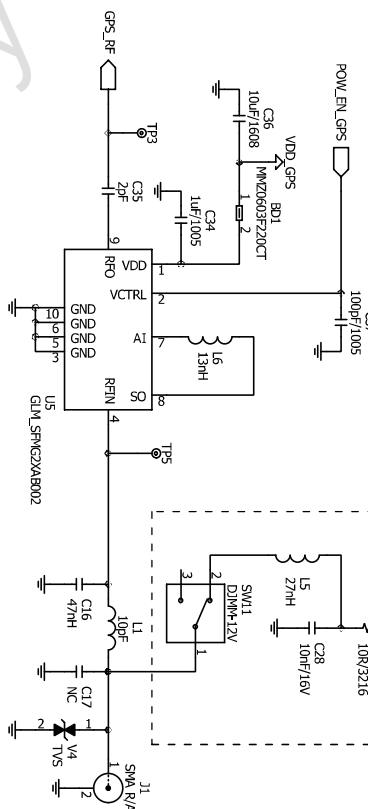 GPS_RF
TP3
C35
2pF
C36
10uF/1608
VDD_GPS
POW_EN_GPS
C34
1uF/1005
1
BD1
2
MMZ0603F220CT
100pF/1005
9
RFO
VDD
1
VCTRL
2
AI
7
SO
8
L6
13nH
10
GND
6
GND
5
GND
3
GND
RFIN
4
U5
GLM_SFMG2XAB002
TP5
C16
47nH
L1
10pF
C17
NC
SW11
DJMM-12V
3
2
1
L5
27nH
C28
10nF/16V
10R/3216
2
1
V4
TVS
1
J1
SMA R/A
2